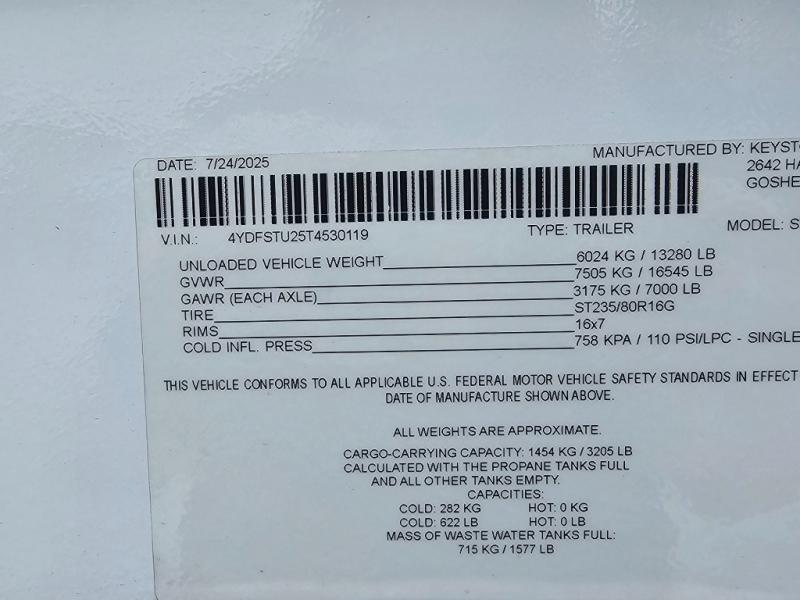 DATE: 7/24/2025
MANUFACTURED BY:
2642
V.I.N.: 4YDFSTU25T4530119 TYPE: TRAILER MODEL:
UNLOADED VEHICLE WEIGHT 6024 KG / 13280 LB
GVWR 7505 KG / 16545 LB
GAWR (EACH AXLE) 3175 KG / 7000 LB
TIRE ST235/80R16G
RIMS 16x7
COLD INFL. PRESS 758 KPA / 110 PSI/LPC - SINGLE
THIS VEHICLE CONFORMS TO ALL APPLICABLE U.S. FEDERAL MOTOR VEHICLE SAFETY STANDARDS IN EFFECT
DATE OF MANUFACTURE SHOWN ABOVE.
ALL WEIGHTS ARE APPROXIMATE.
CARGO-CARRYING CAPACITY: 1454 KG / 3205 LB
CALCULATED WITH THE PROPANE TANKS FULL
AND ALL OTHER TANKS EMPTY.
CAPACITIES:
COLD: 282 KG HOT: 0 KG
COLD: 622 LB HOT: 0 LB
MASS OF WASTE WATER TANKS FULL:
715 KG / 1577 LB